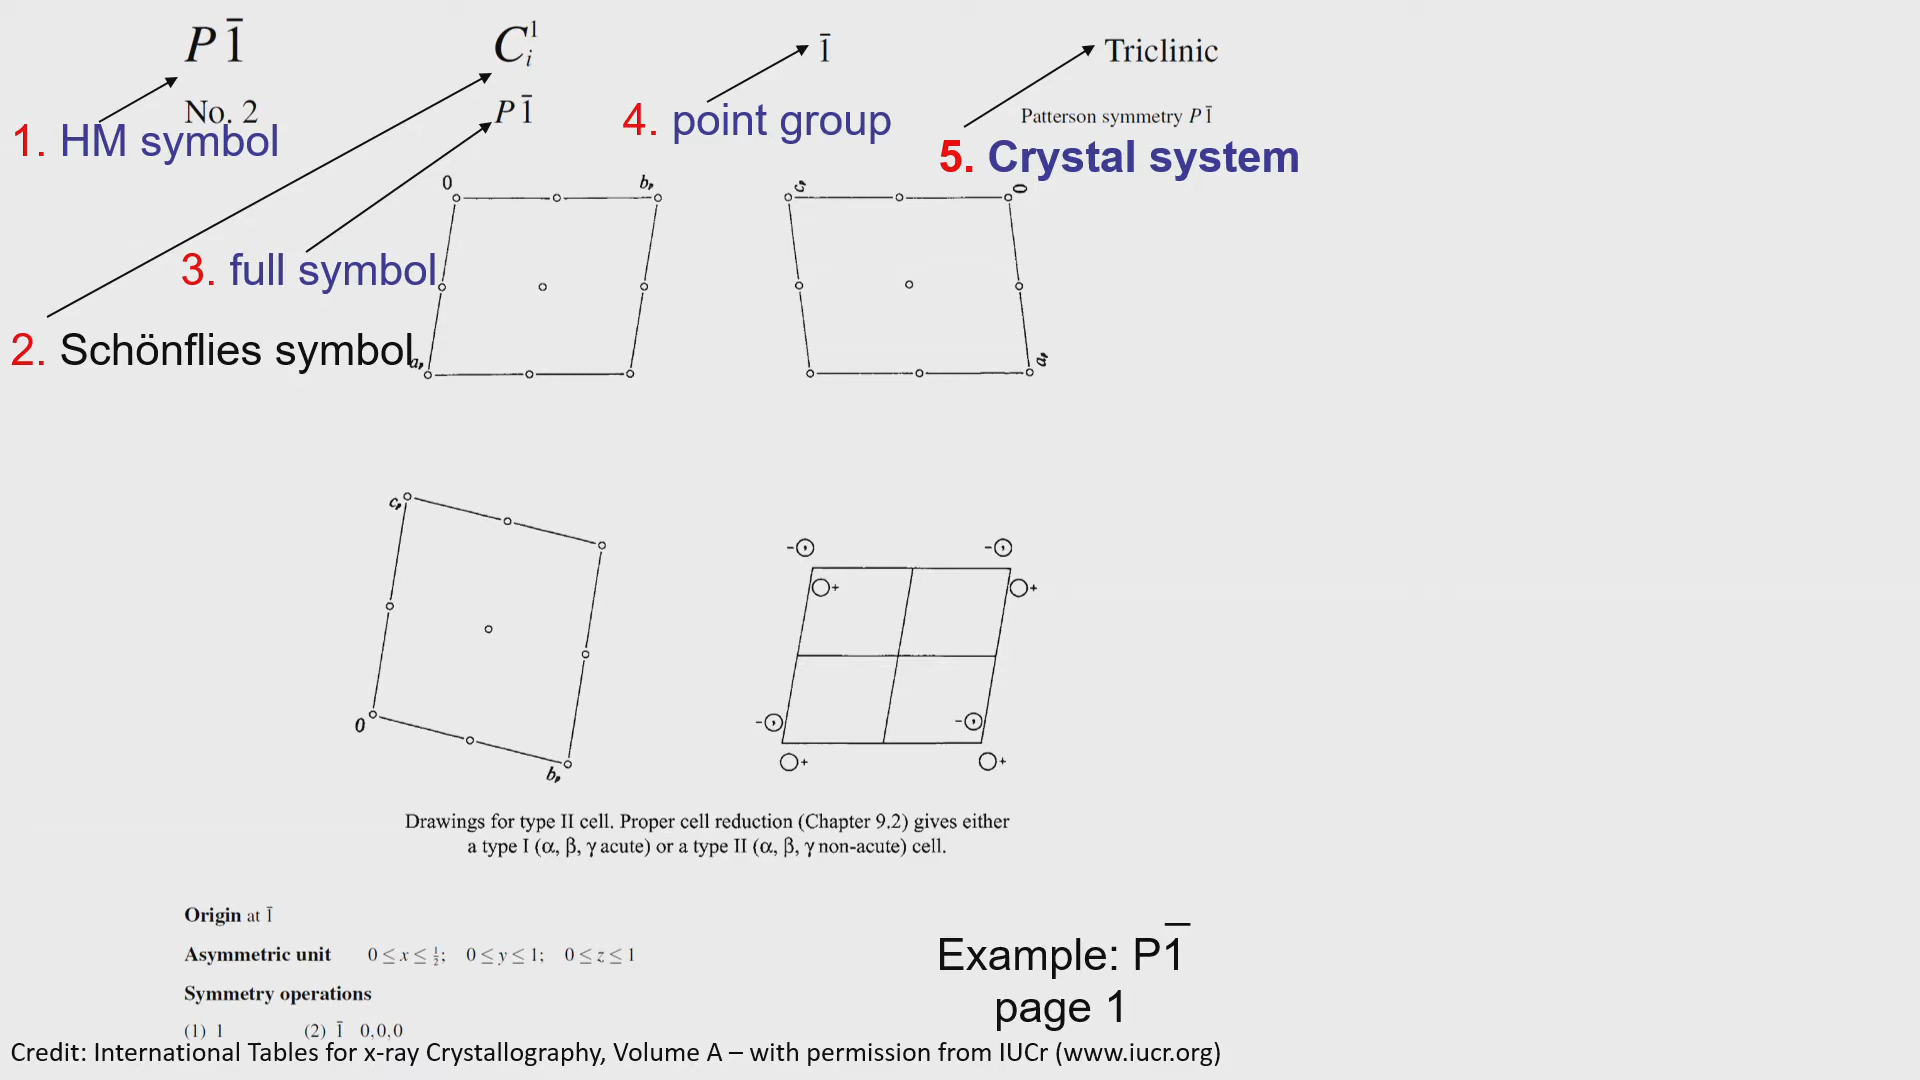 P1̄ C_i^1 1̄ Triclinic
No. 2 P1̄ Patterson symmetry P1̄
1. HM symbol
4. point group
5. Crystal system
3. full symbol
2. Schönflies symbol
0 b,
a,
c, 0
a,
c,
0
b,
-
-
+
+
-
-
+
+
Drawings for type II cell. Proper cell reduction (Chapter 9.2) gives either
a type I (α, β, γ acute) or a type II (α, β, γ non-acute) cell.
Origin at 1̄
Asymmetric unit 0 ≤ x ≤ ½; 0 ≤ y ≤ 1; 0 ≤ z ≤ 1
Symmetry operations
(1) 1 (2) 1̄ 0,0,0
Example: P1̄
page 1
Credit: International Tables for x-ray Crystallography, Volume A – with permission from IUCr (www.iucr.org)